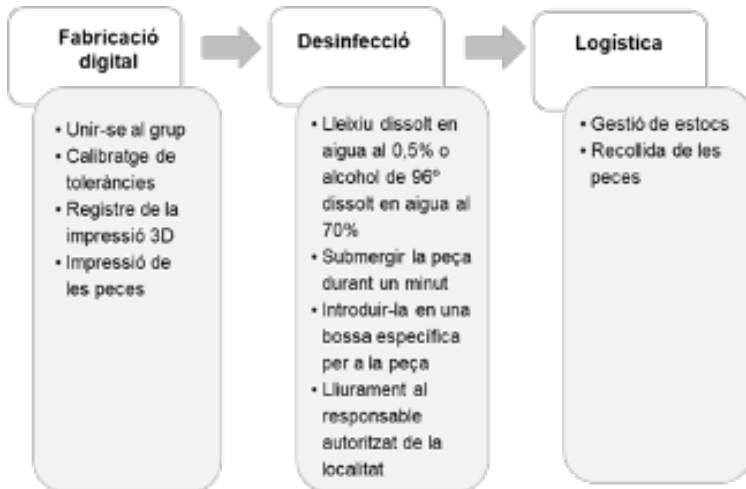 Fabricació
digital
• Unir-se al grup
• Calibratge de
toleràncies
• Registre de la
impressió 3D
• Impressió de
les peces
Desinfecció
• Lleixiu dissolt en
aigua al 0,5% o
alcohol de 96º
dissolt en aigua al
70%
• Submergir la peça
durant un minut
• Introduir-la en una
bossa específica
per a la peça
• Lliurament al
responsable
autoritzat de la
localitat
Logística
• Gestió de estocs
• Recollida de les
peces